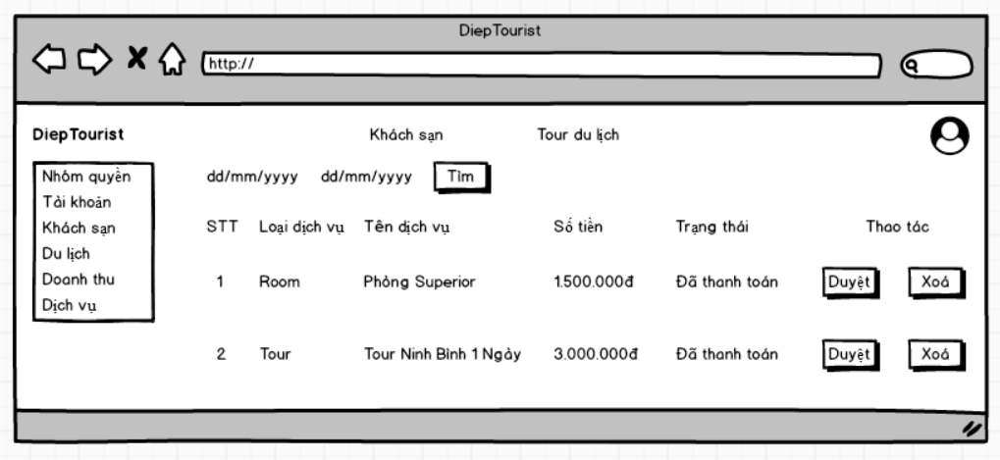 DiepTourist
http://
DiepTourist Khách sạn Tour du lịch
Nhóm quyền
Tài khoản
Khách sạn
Du lịch
Doanh thu
Dịch vụ
dd/mm/yyyy dd/mm/yyyy Tìm
STT Loại dịch vụ Tên dịch vụ Số tiền Trạng thái Thao tác
1 Room Phòng Superior 1.500.000đ Đã thanh toán Duyệt Xoá
2 Tour Tour Ninh Bình 1 Ngày 3.000.000đ Đã thanh toán Duyệt Xoá